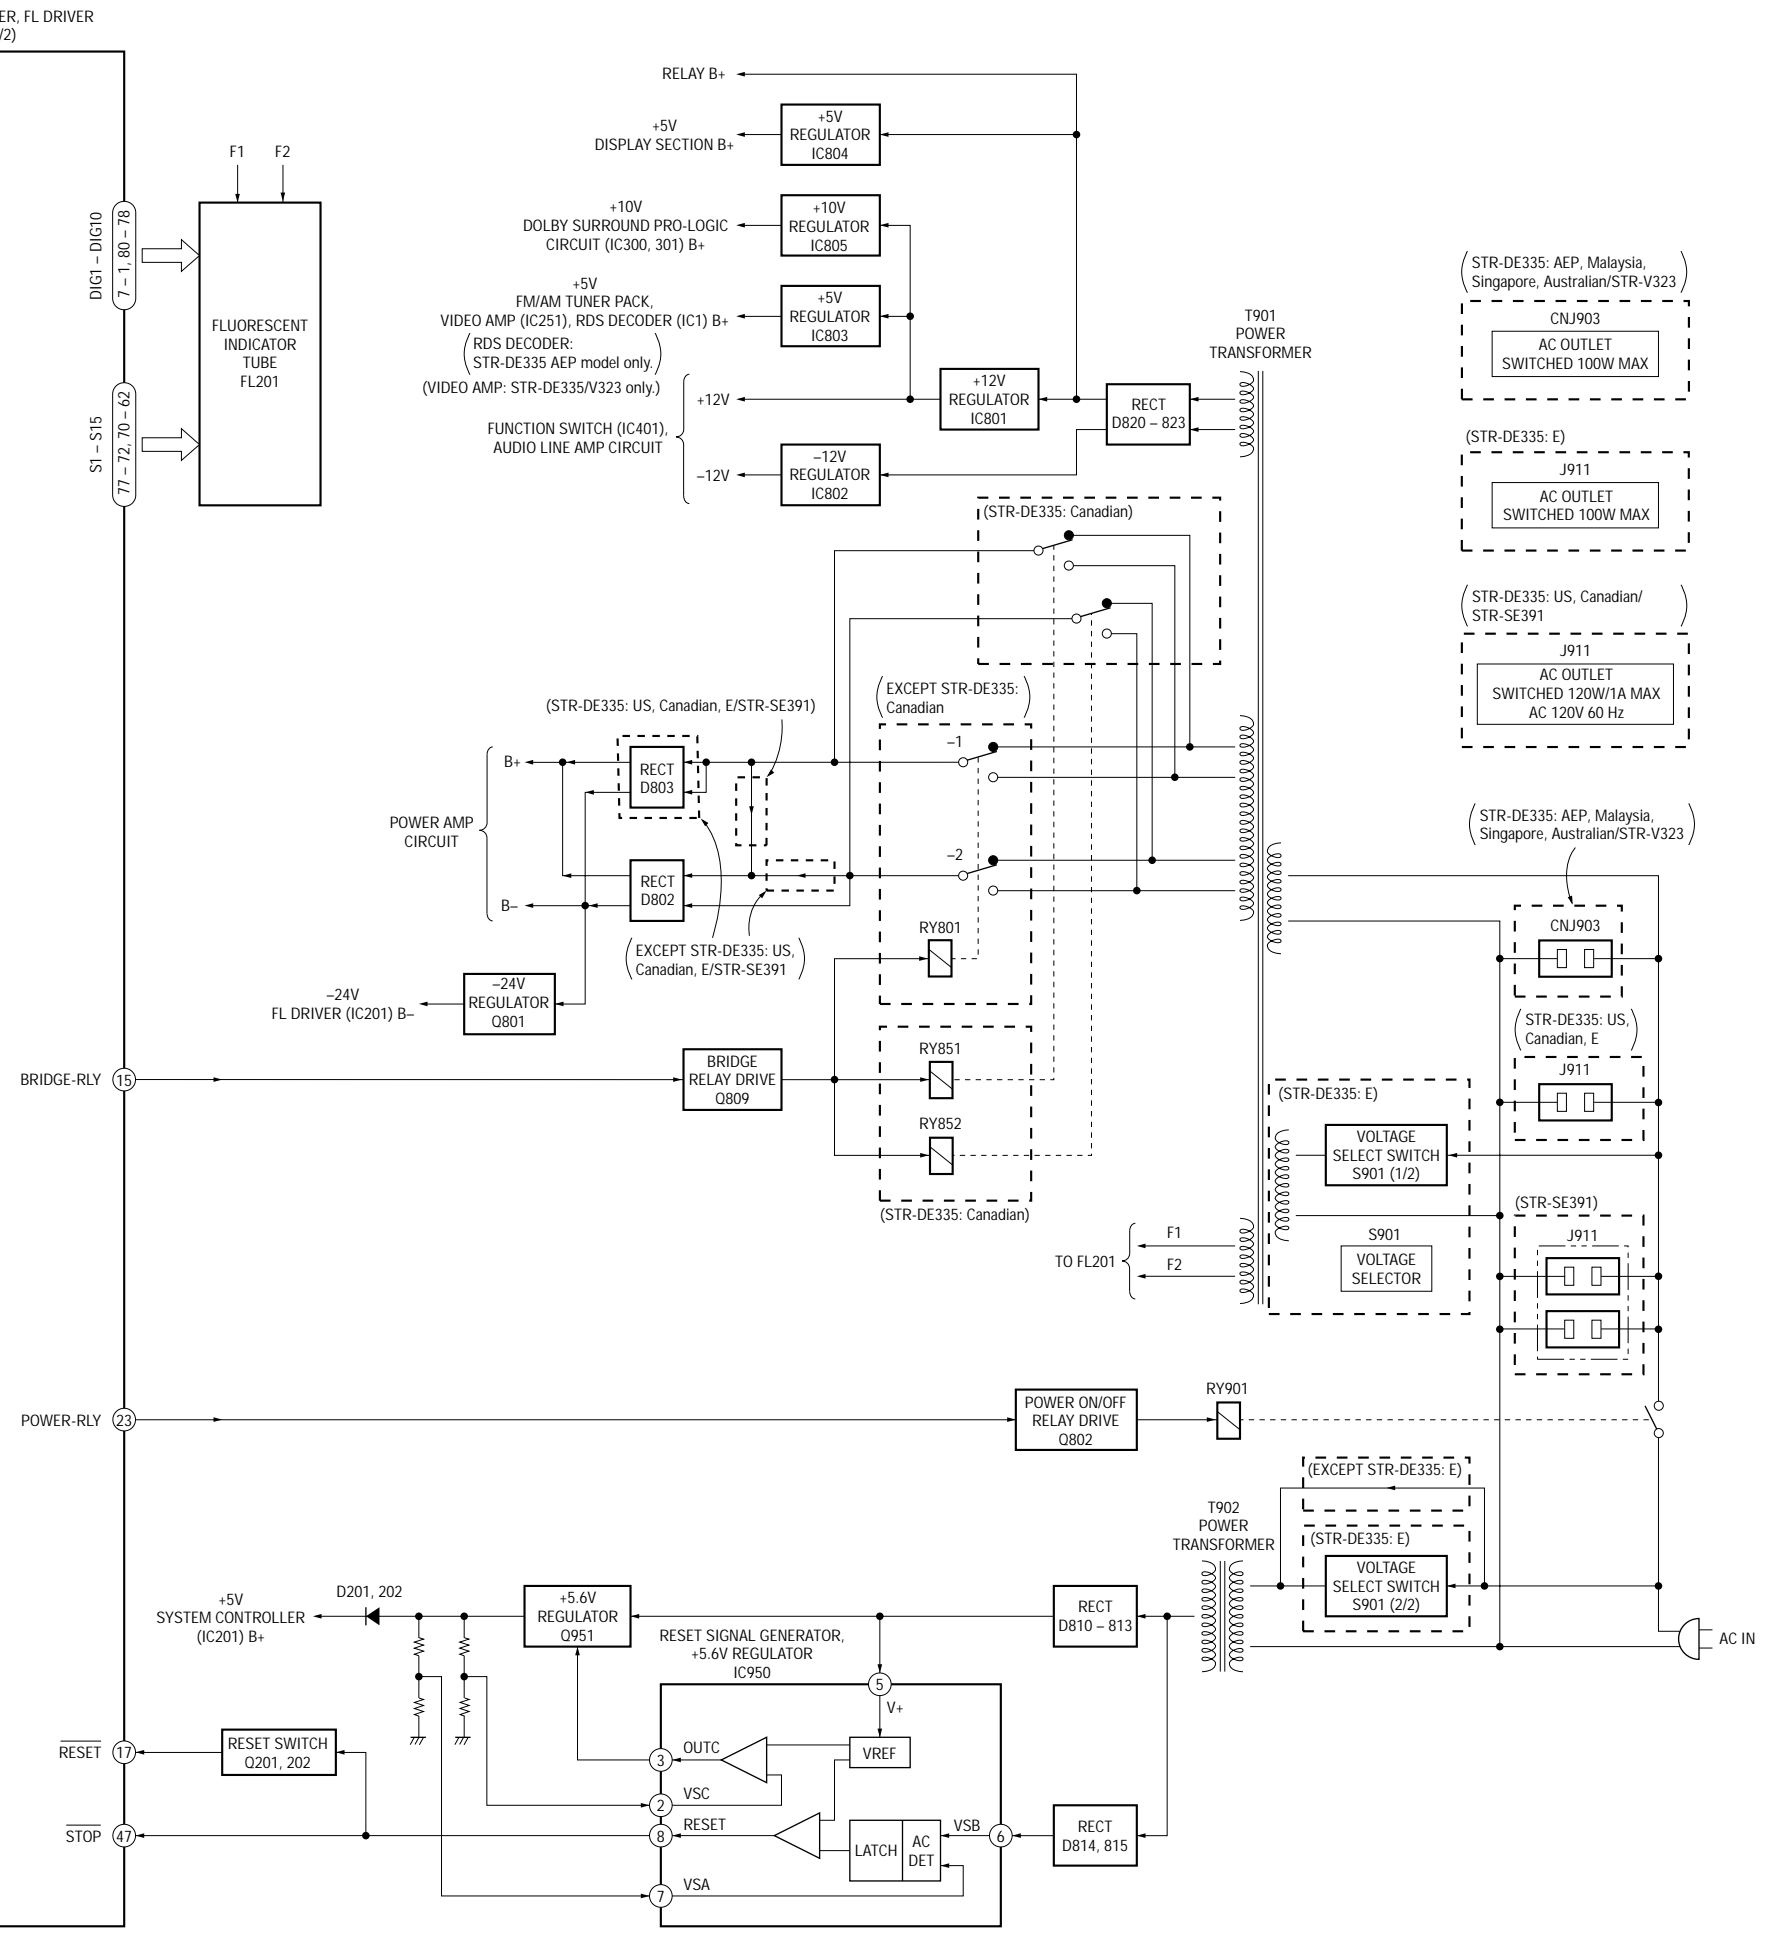 ER, FL DRIVER
/2)
RELAY B+
+5V
DISPLAY SECTION B+
+5V
REGULATOR
IC804
F1
F2
+10V
DOLBY SURROUND PRO-LOGIC
CIRCUIT (IC300, 301) B+
+10V
REGULATOR
IC805
DIG1 – DIG10
7 – 1, 80 – 78
+5V
FM/AM TUNER PACK,
VIDEO AMP (IC251), RDS DECODER (IC1) B+
RDS DECODER:
STR-DE335 AEP model only.
(VIDEO AMP: STR-DE335/V323 only.)
+5V
REGULATOR
IC803
FLUORESCENT
INDICATOR
TUBE
FL201
T901
POWER
TRANSFORMER
STR-DE335: AEP, Malaysia,
Singapore, Australian/STR-V323
CNJ903
AC OUTLET
SWITCHED 100W MAX
+12V
+12V
REGULATOR
IC801
RECT
D820 – 823
FUNCTION SWITCH (IC401),
AUDIO LINE AMP CIRCUIT
S1 – S15
77 – 72, 70 – 62
–12V
–12V
REGULATOR
IC802
(STR-DE335: E)
J911
AC OUTLET
SWITCHED 100W MAX
(STR-DE335: Canadian)
STR-DE335: US, Canadian/
STR-SE391
J911
AC OUTLET
SWITCHED 120W/1A MAX
AC 120V 60 Hz
EXCEPT STR-DE335:
Canadian
(STR-DE335: US, Canadian, E/STR-SE391)
–1
B+
RECT
D803
POWER AMP
CIRCUIT
–2
RECT
D802
B–
STR-DE335: AEP, Malaysia,
Singapore, Australian/STR-V323
CNJ903
RY801
EXCEPT STR-DE335: US,
Canadian, E/STR-SE391
–24V
FL DRIVER (IC201) B–
–24V
REGULATOR
Q801
STR-DE335: US,
Canadian, E
J911
BRIDGE-RLY
15
BRIDGE
RELAY DRIVE
Q809
RY851
RY852
(STR-DE335: Canadian)
(STR-DE335: E)
VOLTAGE
SELECT SWITCH
S901 (1/2)
(STR-SE391)
J911
S901
VOLTAGE
SELECTOR
TO FL201
F1
F2
POWER-RLY
23
POWER ON/OFF
RELAY DRIVE
Q802
RY901
(EXCEPT STR-DE335: E)
T902
POWER
TRANSFORMER
(STR-DE335: E)
VOLTAGE
SELECT SWITCH
S901 (2/2)
AC IN
+5V
SYSTEM CONTROLLER
(IC201) B+
D201, 202
+5.6V
REGULATOR
Q951
RECT
D810 – 813
RESET SIGNAL GENERATOR,
+5.6V REGULATOR
IC950
5
V+
VREF
RESET
17
RESET SWITCH
Q201, 202
3
OUTC
2
VSC
STOP
47
8
RESET
LATCH
AC
DET
VSB
6
RECT
D814, 815
7
VSA